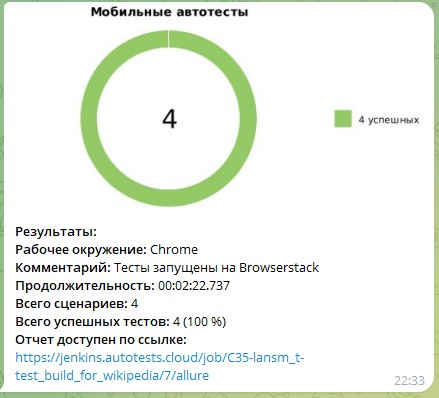 Мобильные автотесты
4
4 успешных
Результаты:
Рабочее окружение: Chrome
Комментарий: Тесты запущены на Browserstack
Продолжительность: 00:02:22.737
Всего сценариев: 4
Всего успешных тестов: 4 (100 %)
Отчет доступен по ссылке:
https://jenkins.autotests.cloud/job/C35-lansm_t-
test_build_for_wikipedia/7/allure
22:33